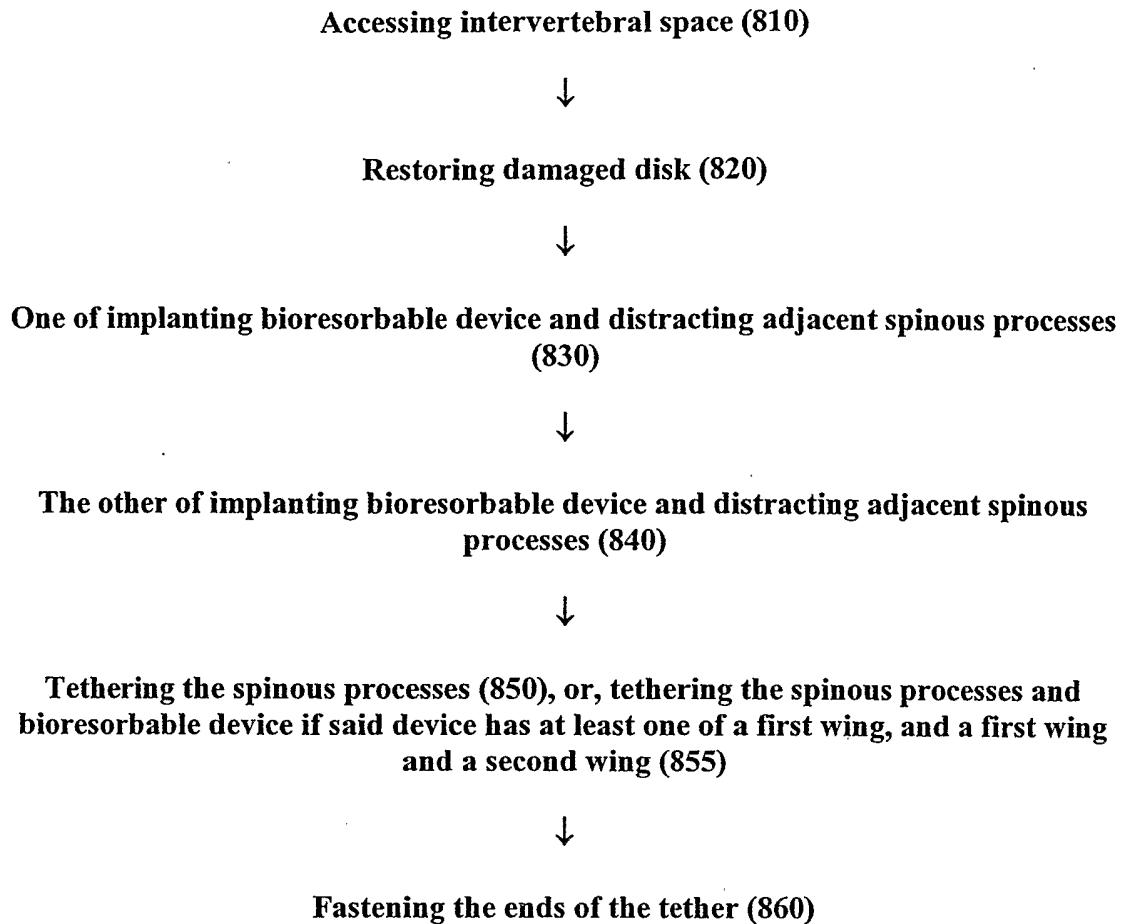 Accessing intervertebral space (810)
↓
Restoring damaged disk (820)
↓
One of implanting bioresorbable device and distracting adjacent spinous processes
(830)
↓
The other of implanting bioresorbable device and distracting adjacent spinous
processes (840)
↓
Tethering the spinous processes (850), or, tethering the spinous processes and
bioresorbable device if said device has at least one of a first wing, and a first wing
and a second wing (855)
↓
Fastening the ends of the tether (860)